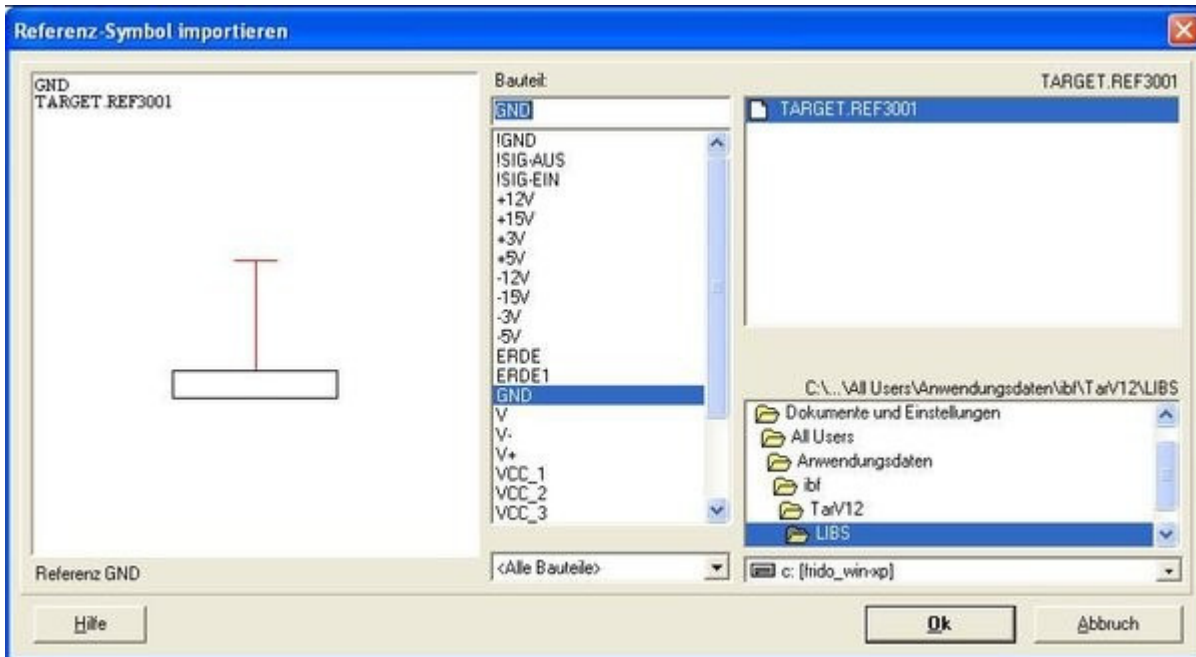 Referenz-Symbol importieren
GND
TARGET.REF3001
Referenz GND
Bauteil:
GND
!GND
!SIG-AUS
!SIG-EIN
+12V
+15V
+3V
+5V
-12V
-15V
-3V
-5V
ERDE
ERDE1
GND
V
V-
V+
VCC_1
VCC_2
VCC_3
<Alle Bauteile>
TARGET.REF3001
TARGET.REF3001
C:\...\All Users\Anwendungsdaten\ibf\TarV12\LIBS
Dokumente und Einstellungen
All Users
Anwendungsdaten
ibf
TarV12
LIBS
c: [frido_win-xp]
Hilfe
Ok
Abbruch